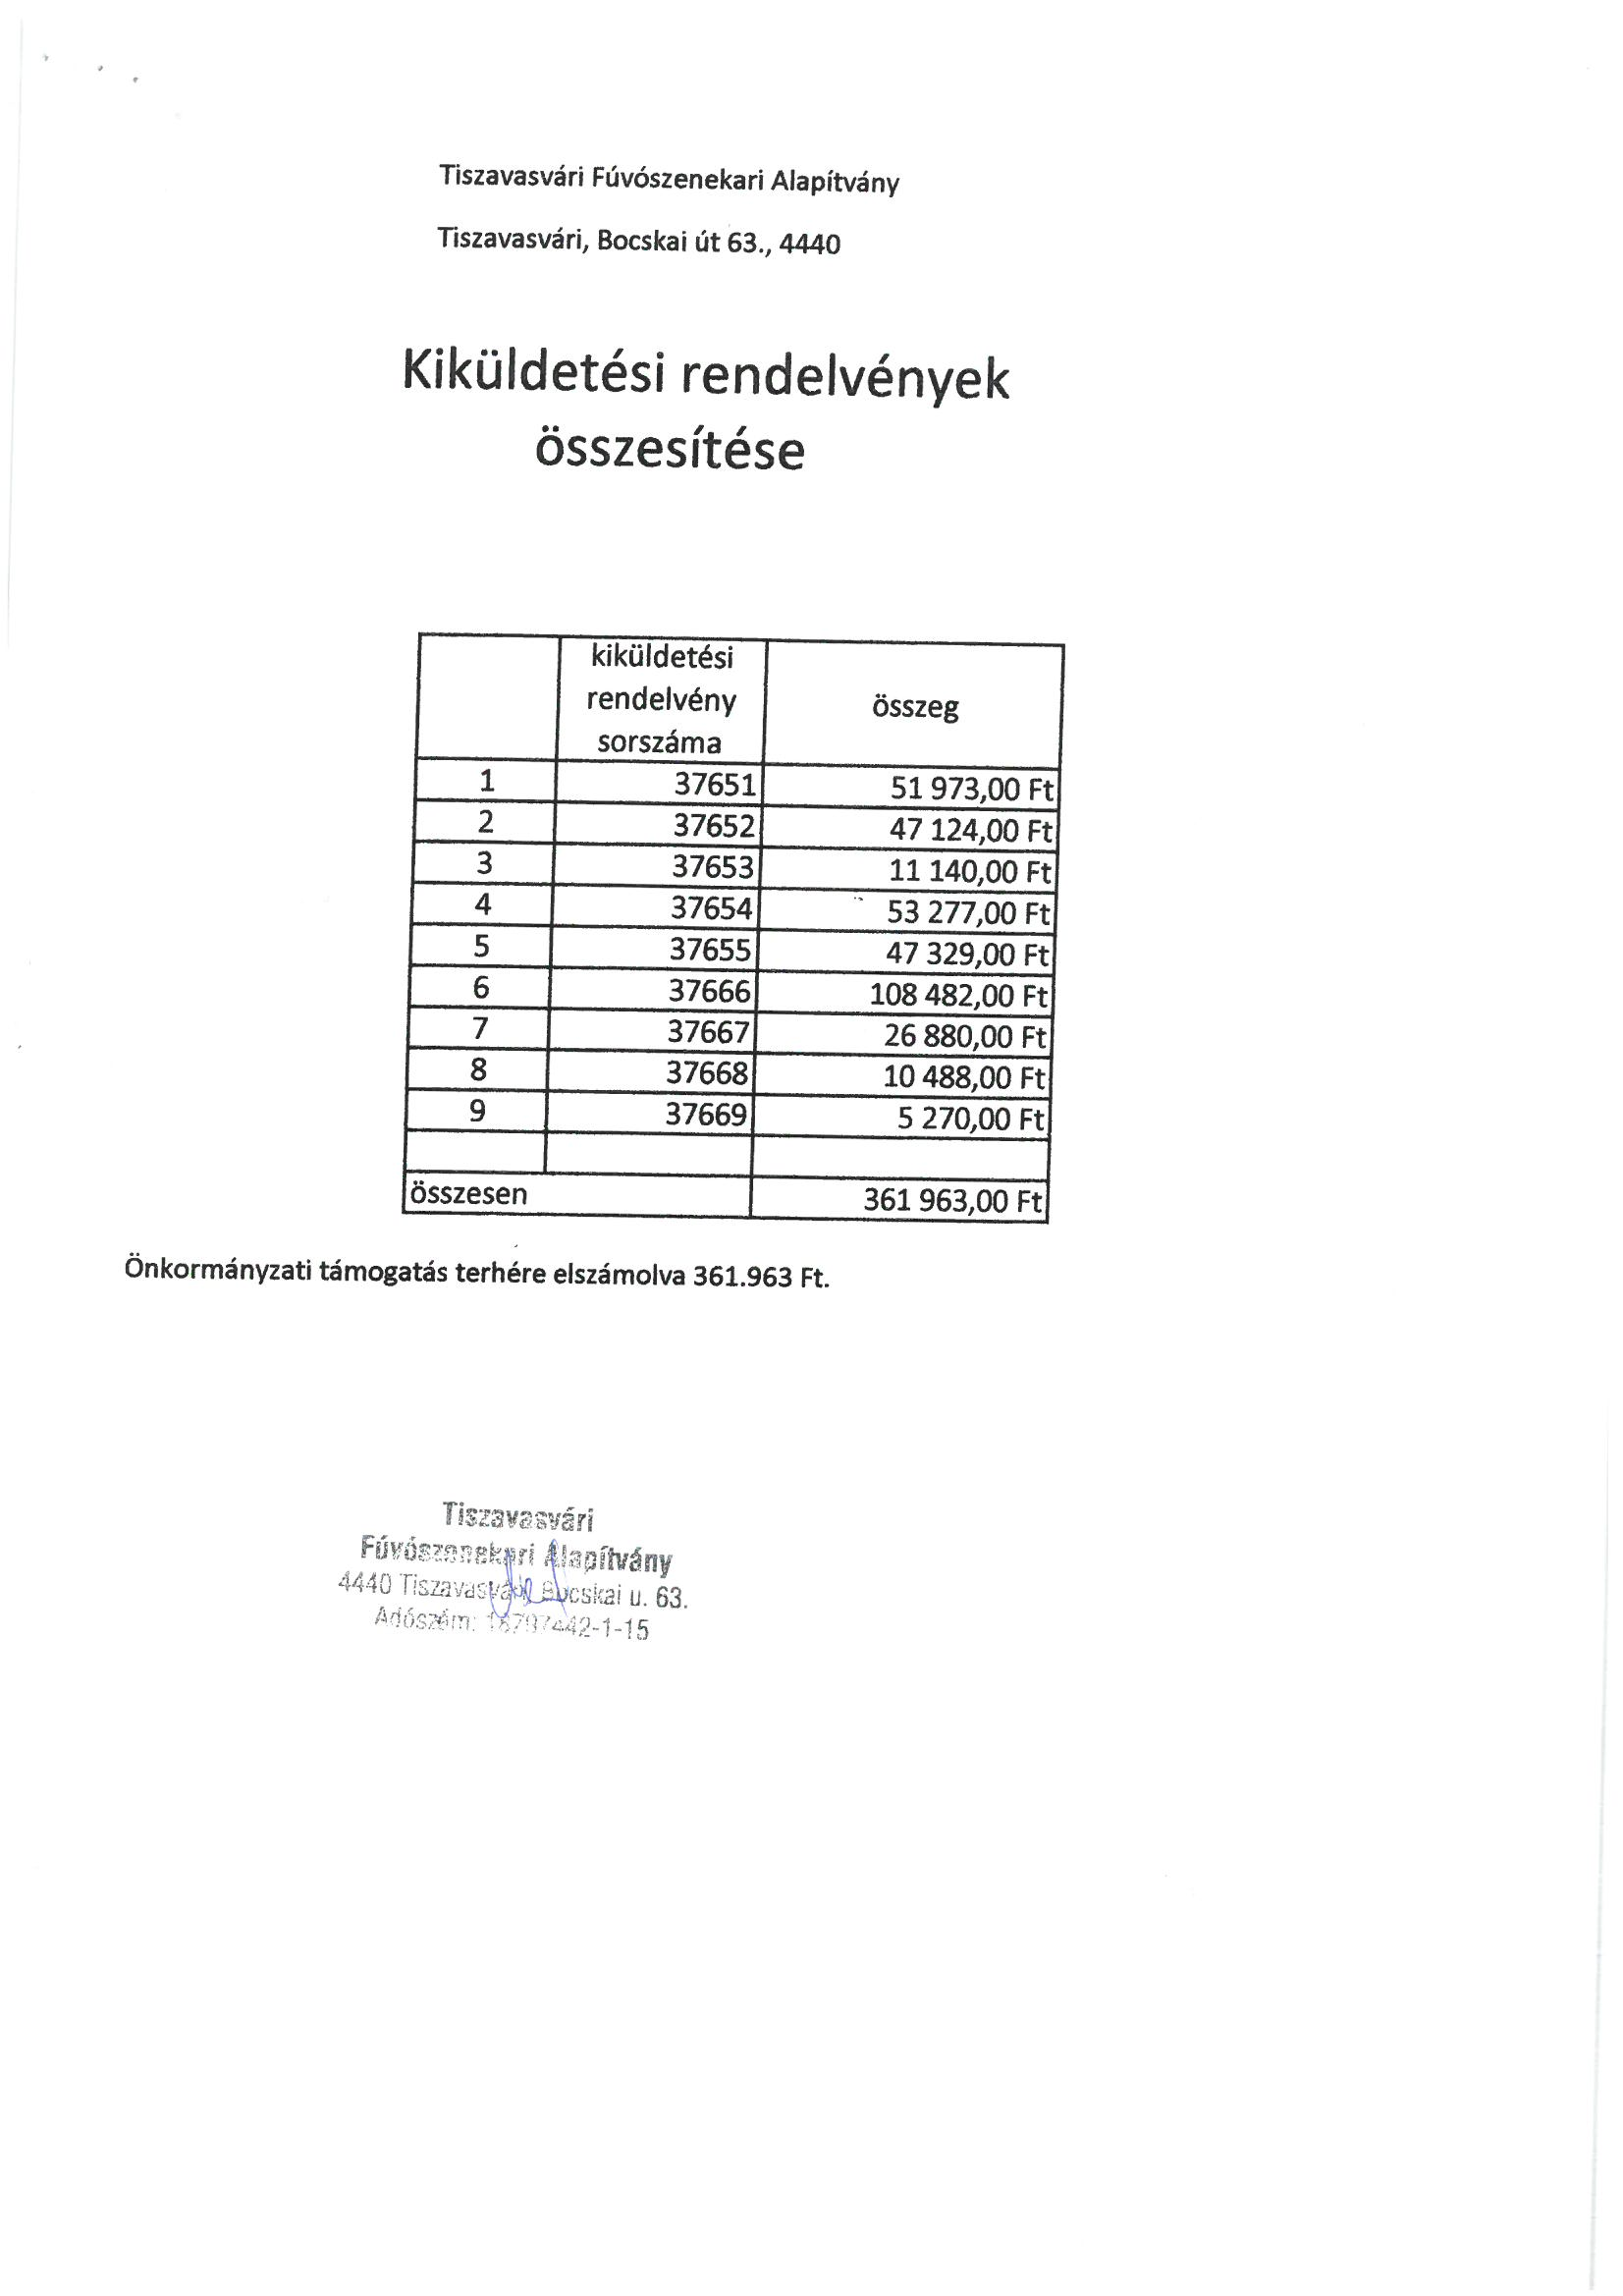 Tiszavasvári Fúvószenekari Alapítvány
Tiszavasvári, Bocskai út 63., 4440
Kiküldetési rendelvények
összesítése
kiküldetési
rendelvény
sorszáma
összeg
1 37651 51 973,00 Ft
2 37652 47 124,00 Ft
3 37653 11 140,00 Ft
4 37654 53 277,00 Ft
5 37655 47 329,00 Ft
6 37666 108 482,00 Ft
7 37667 26 880,00 Ft
8 37668 10 488,00 Ft
9 37669 5 270,00 Ft
összesen 361 963,00 Ft
Önkormányzati támogatás terhére elszámolva 361.963 Ft.
Tiszavasvári
Fúvószenekari Alapítvány
4440 Tiszavasvári, Bocskai u. 63.
Adószám: